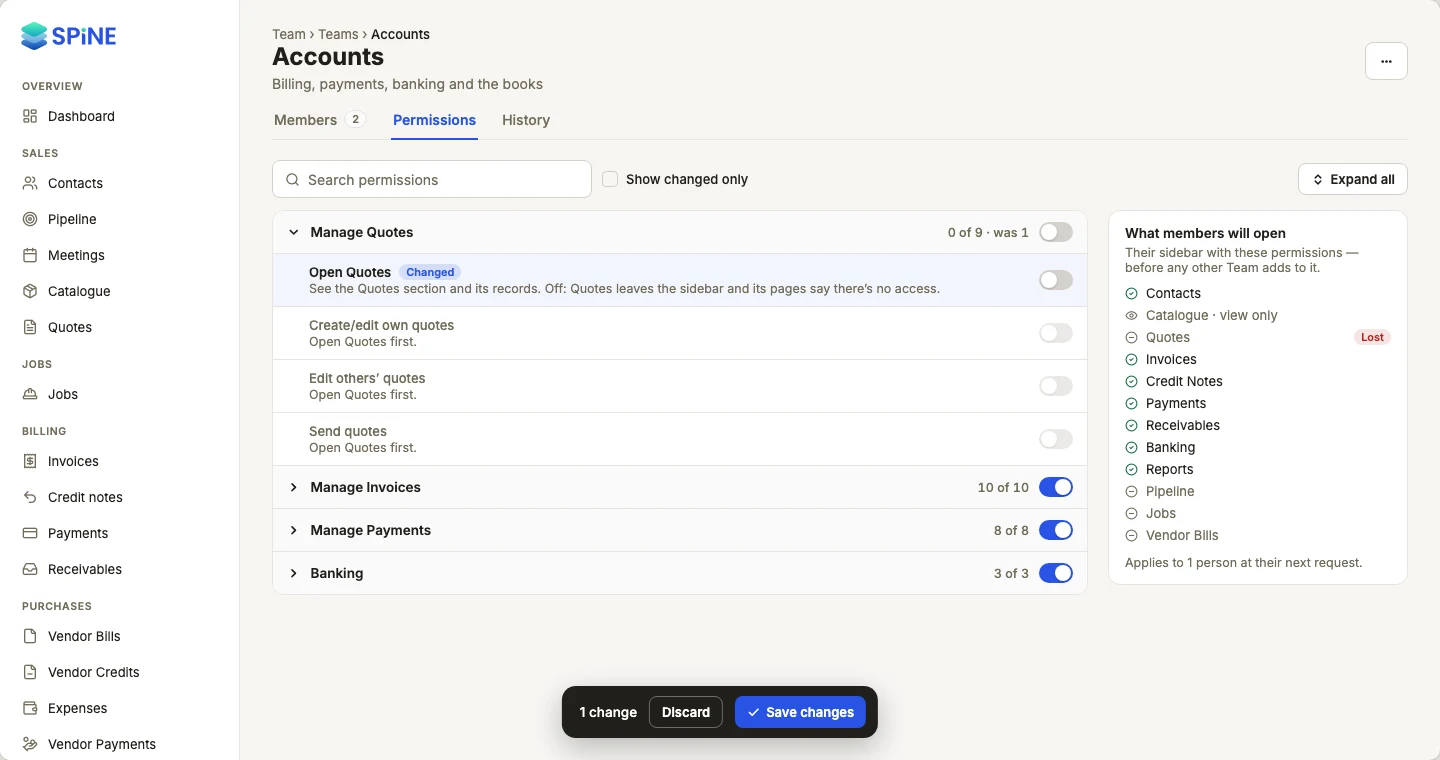 SPiNE
OVERVIEW
Dashboard
SALES
Contacts
Pipeline
Meetings
Catalogue
Quotes
JOBS
Jobs
BILLING
Invoices
Credit notes
Payments
Receivables
PURCHASES
Vendor Bills
Vendor Credits
Expenses
Vendor Payments
Team › Teams › Accounts
Accounts
Billing, payments, banking and the books
Members 2 Permissions History
Search permissions Show changed only Expand all
Manage Quotes 0 of 9 · was 1
Open Quotes Changed
See the Quotes section and its records. Off: Quotes leaves the sidebar and its pages say there’s no access.
Create/edit own quotes
Open Quotes first.
Edit others’ quotes
Open Quotes first.
Send quotes
Open Quotes first.
Manage Invoices 10 of 10
Manage Payments 8 of 8
Banking 3 of 3
What members will open
Their sidebar with these permissions —
before any other Team adds to it.
Contacts
Catalogue · view only
Quotes Lost
Invoices
Credit Notes
Payments
Receivables
Banking
Reports
Pipeline
Jobs
Vendor Bills
Applies to 1 person at their next request.
1 change Discard Save changes